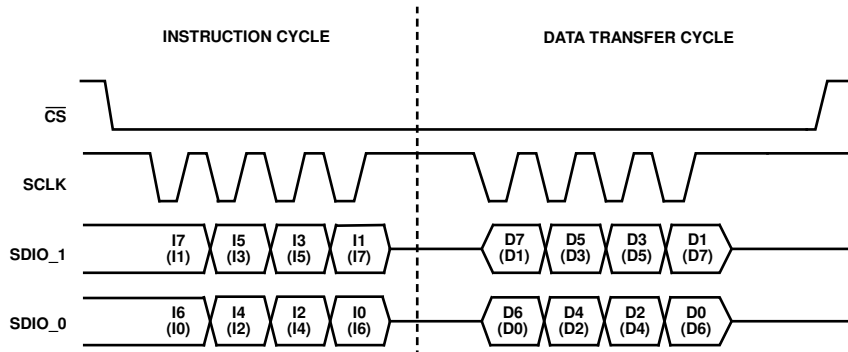 INSTRUCTION CYCLE DATA TRANSFER CYCLE
CS
SCLK
SDIO_1 I7 I5 I3 I1 D7 D5 D3 D1
(I1) (I3) (I5) (I7) (D1) (D3) (D5) (D7)
SDIO_0 I6 I4 I2 I0 D6 D4 D2 D0
(I0) (I2) (I4) (I6) (D0) (D2) (D4) (D6)